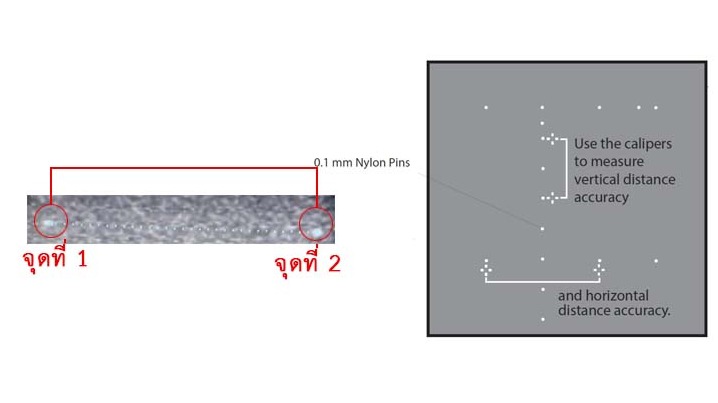 0.1 mm Nylon Pins
จุดที่ 1
จุดที่ 2
Use the calipers
to measure
vertical distance
accuracy
and horizontal
distance accuracy.